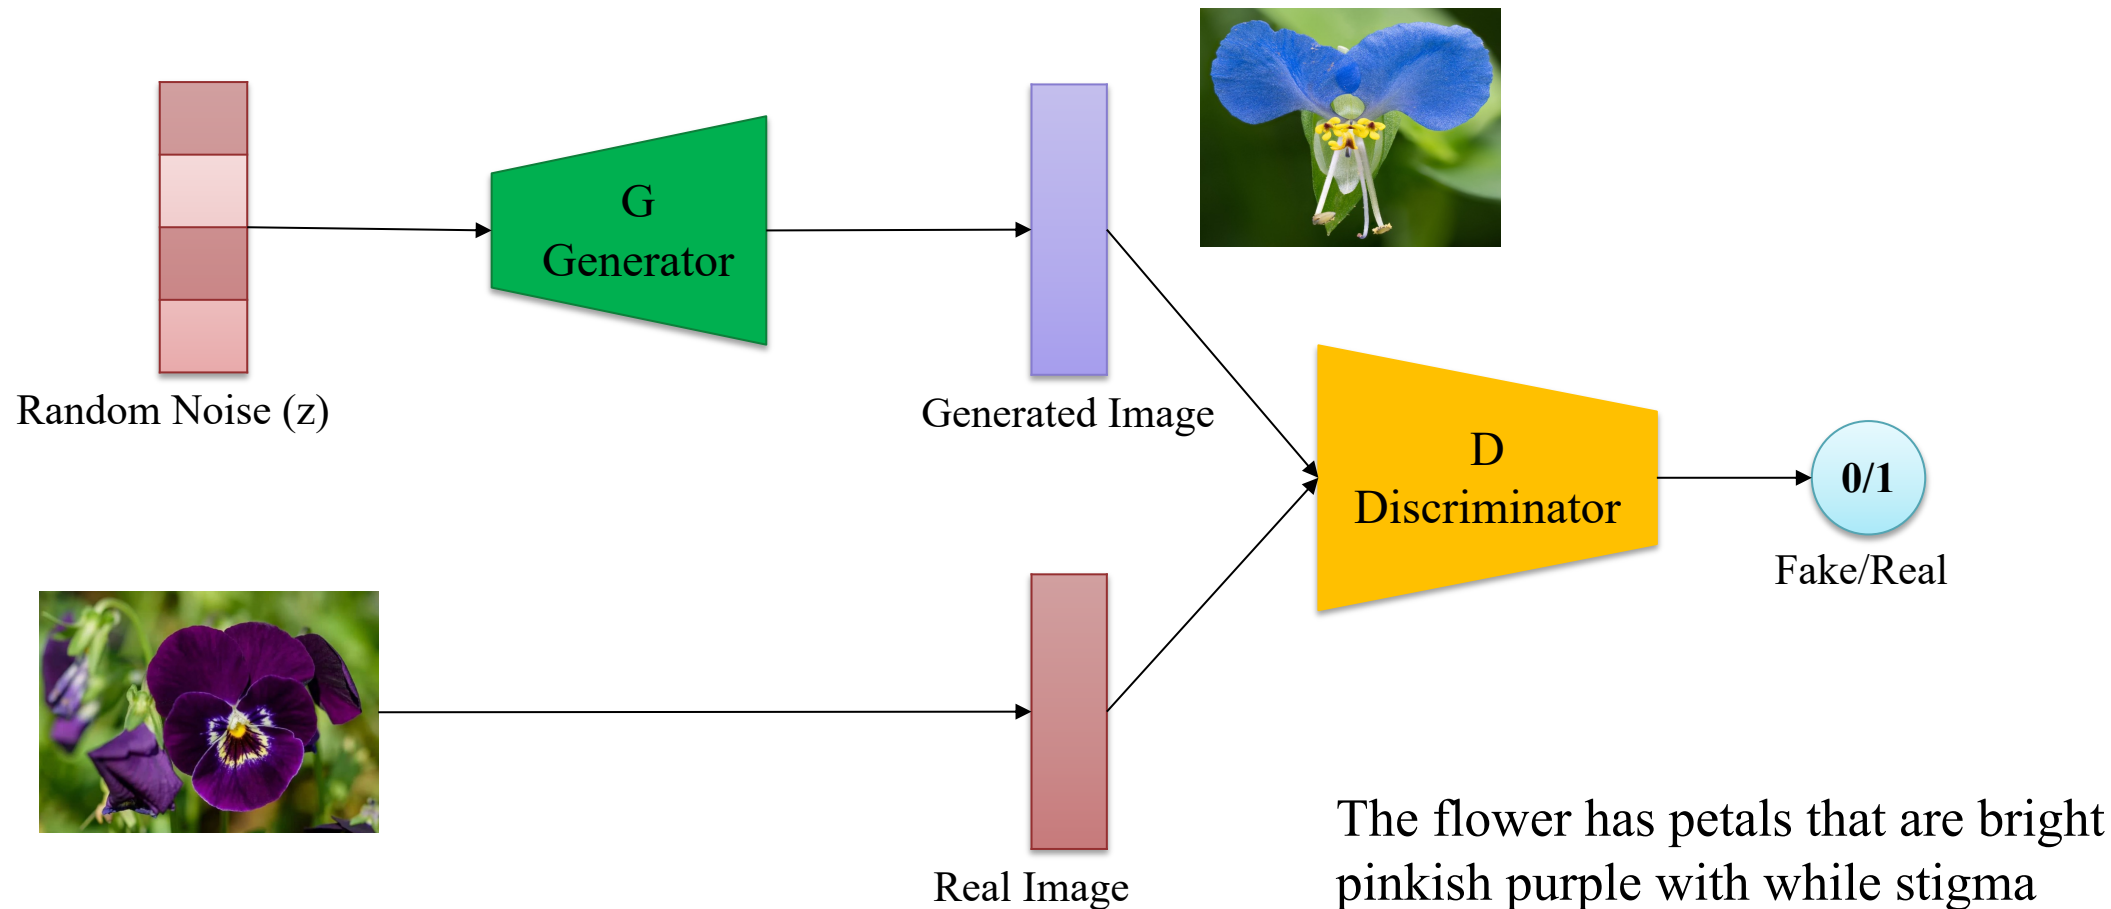 G
Generator
Random Noise (z)
Generated Image
D
Discriminator
0/1
Fake/Real
Real Image
The flower has petals that are bright
pinkish purple with while stigma